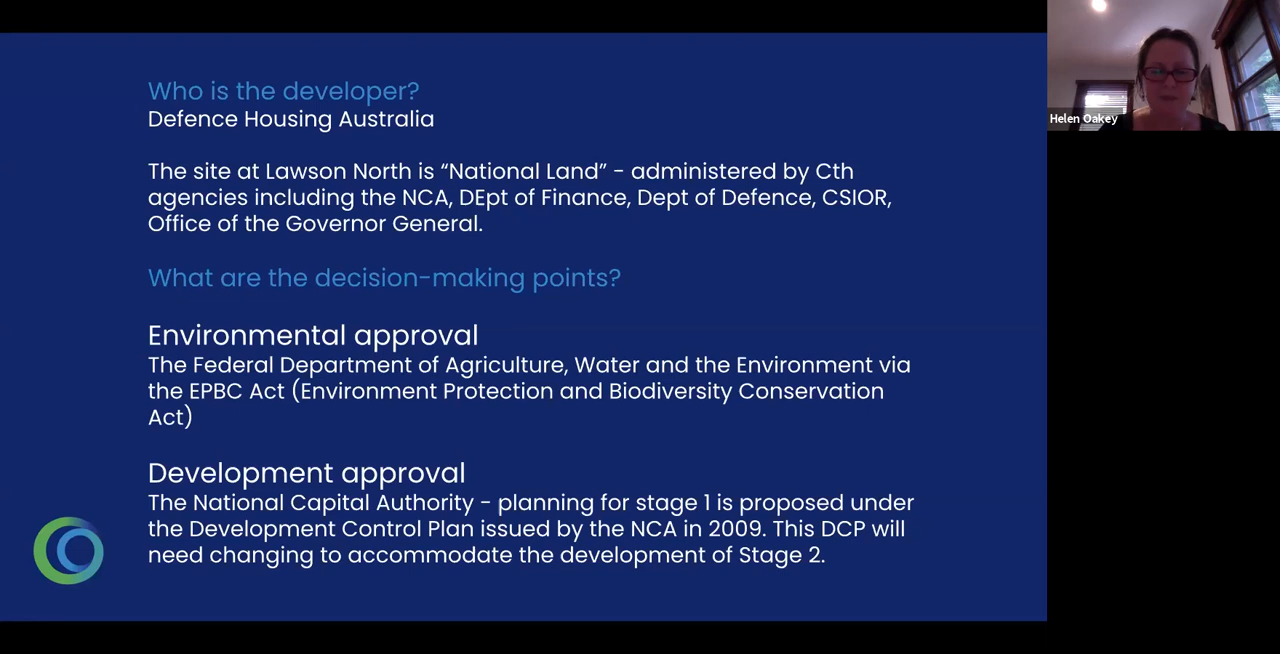 Who is the developer?
Defence Housing Australia
The site at Lawson North is “National Land” - administered by Cth
agencies including the NCA, DEpt of Finance, Dept of Defence, CSIOR,
Office of the Governor General.
What are the decision-making points?
Environmental approval
The Federal Department of Agriculture, Water and the Environment via
the EPBC Act (Environment Protection and Biodiversity Conservation
Act)
Development approval
The National Capital Authority - planning for stage 1 is proposed under
the Development Control Plan issued by the NCA in 2009. This DCP will
need changing to accommodate the development of Stage 2.
Helen Oakey